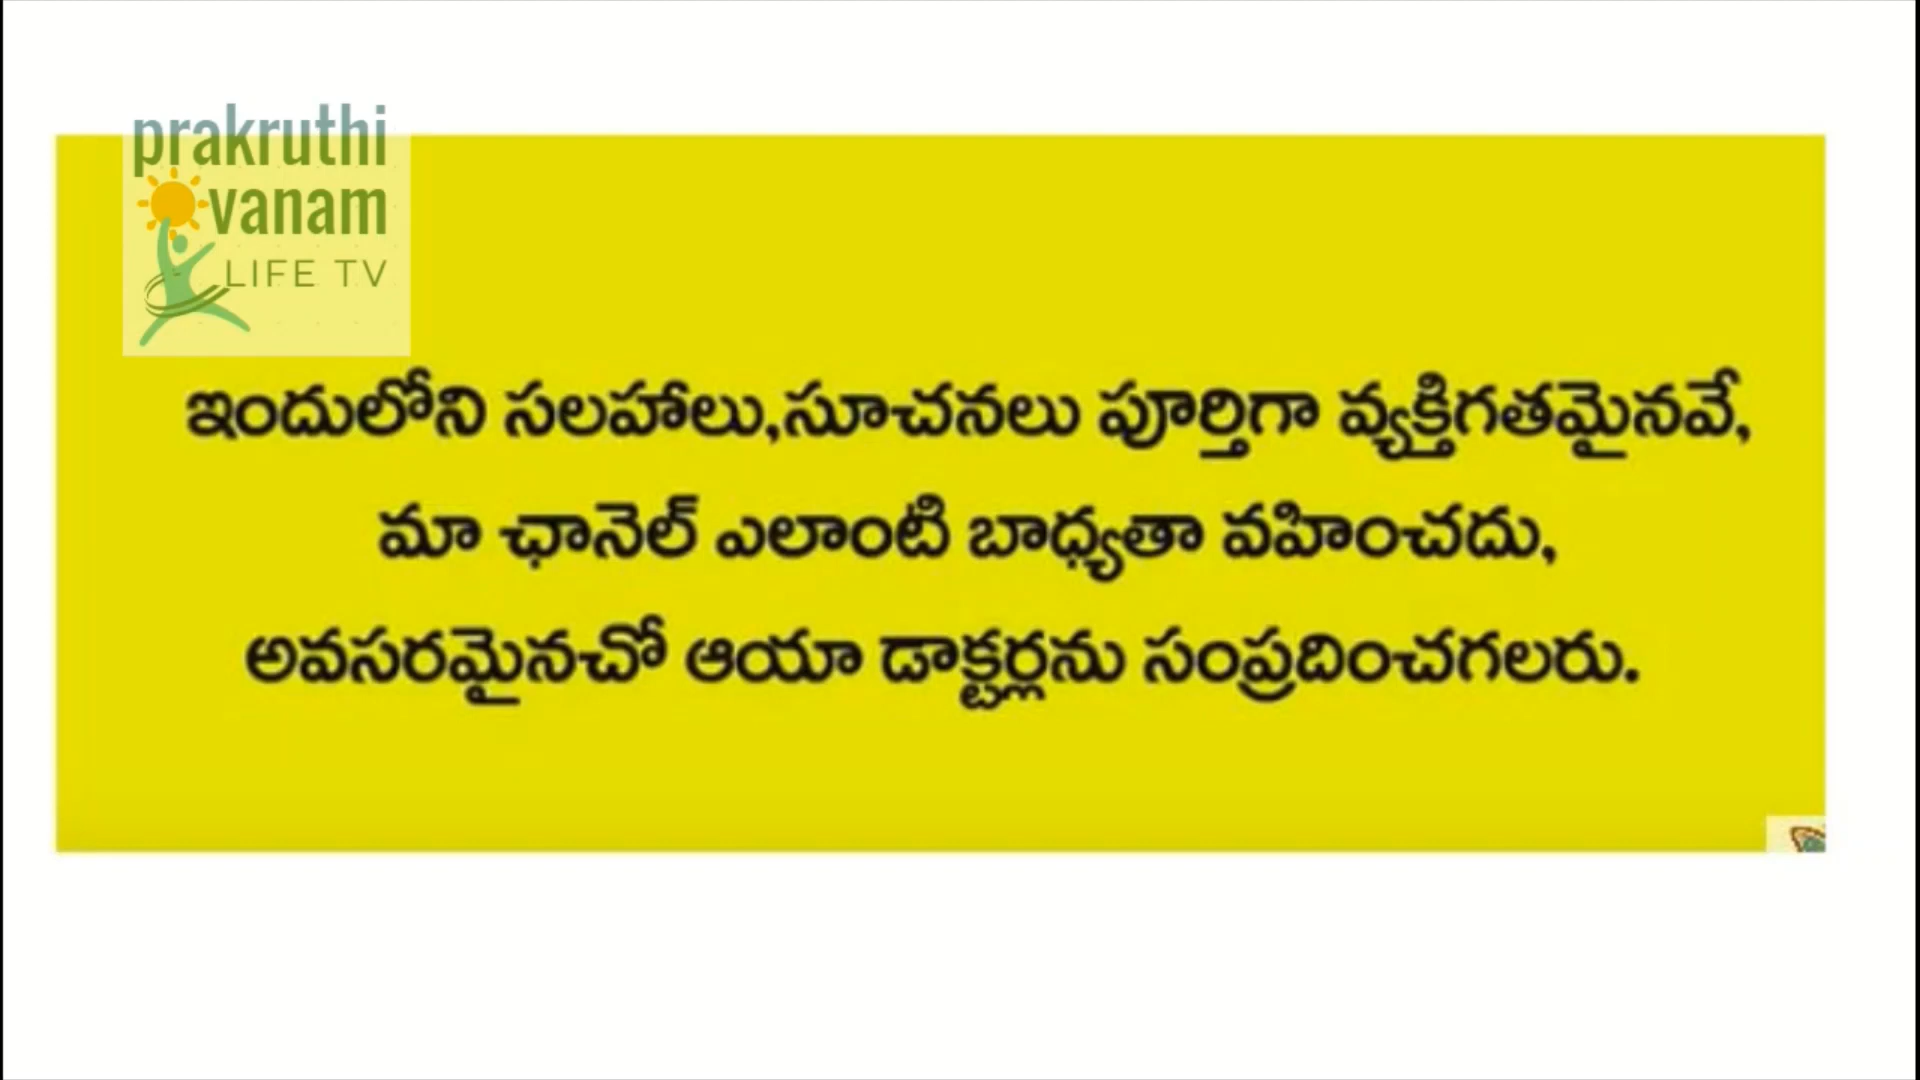 prakruthi
vanam
LIFE TV
ఇందులోని సలహాలు,సూచనలు పూర్తిగా వ్యక్తిగతమైనవే,
మా ఛానెల్ ఎలాంటి బాధ్యతా వహించదు,
అవసరమైనచో ఆయా డాక్టర్లను సంప్రదించగలరు.